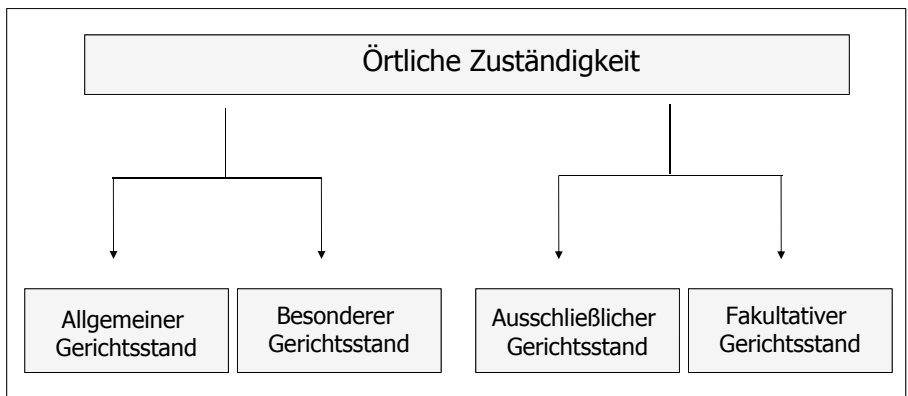 Örtliche Zuständigkeit
Allgemeiner
Gerichtsstand
Besonderer
Gerichtsstand
Ausschließlicher
Gerichtsstand
Fakultativer
Gerichtsstand